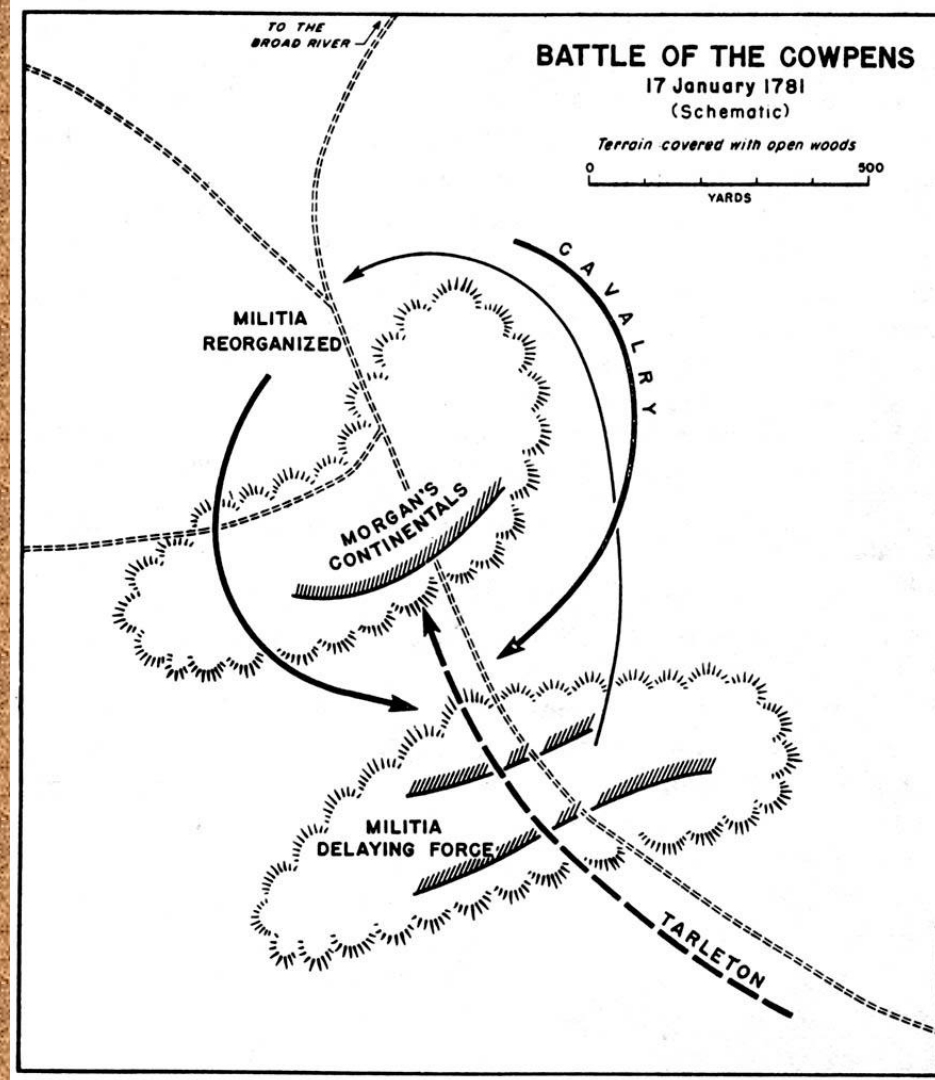 TO THE
BROAD RIVER
BATTLE OF THE COWPENS
17 January 1781
(Schematic)
Terrain covered with open woods
0 500
YARDS
CAVALRY
MILITIA
REORGANIZED
MORGAN'S
CONTINENTALS
MILITIA
DELAYING FORCE
TARLETON